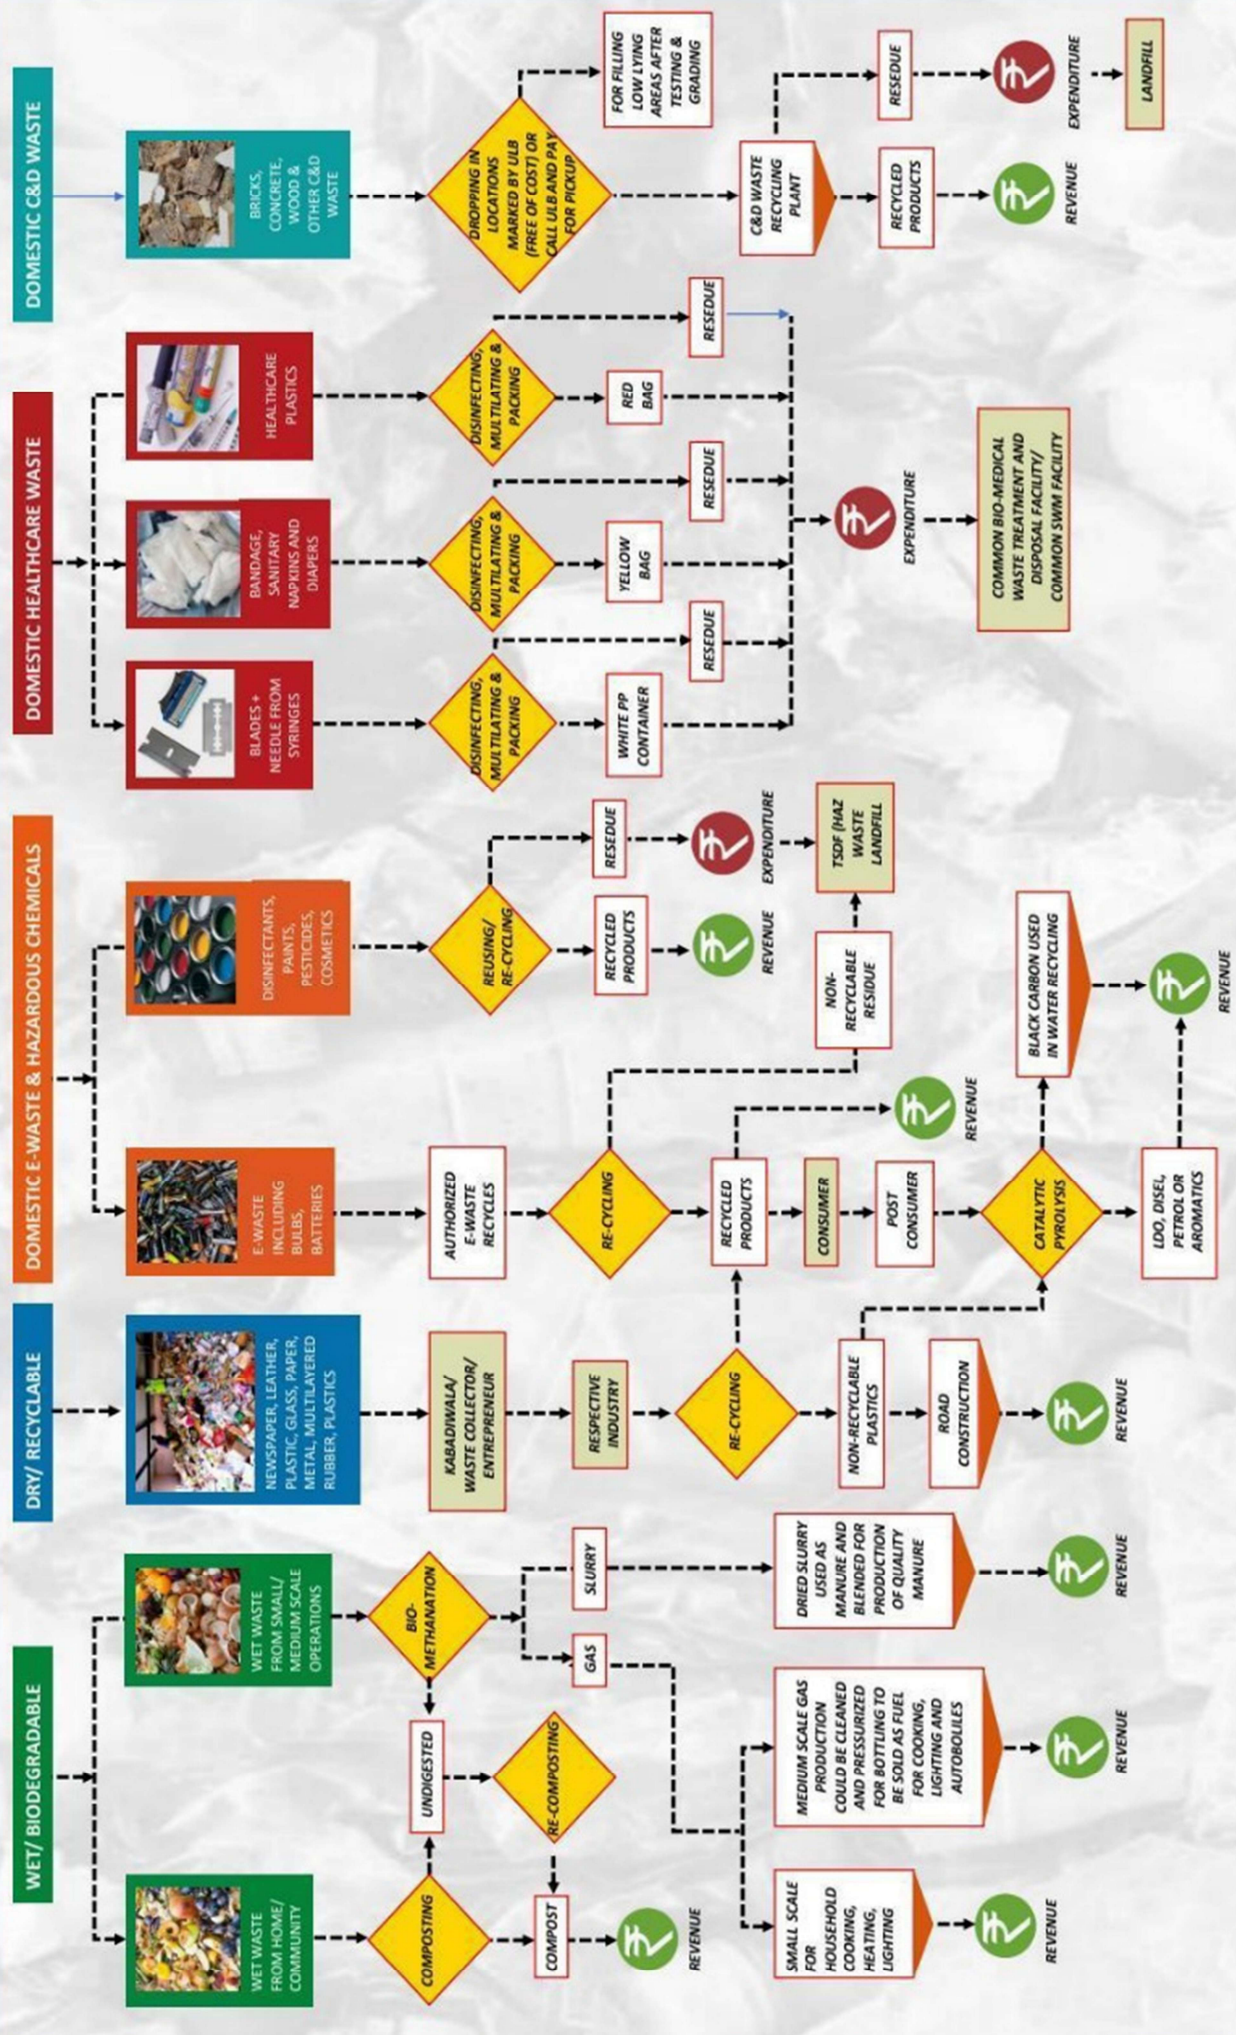 WET/ BIODEGRADABLE
WET WASTE
FROM HOME/
COMMUNITY
WET WASTE
FROM SMALL/
MEDIUM SCALE
OPERATIONS
COMPOSTING
UNDIGESTED
BIO-
METHANATION
RE-COMPOSTING
COMPOST
REVENUE
GAS
SLURRY
SMALL SCALE
FOR
HOUSEHOLD
COOKING,
HEATING,
LIGHTING
REVENUE
MEDIUM SCALE GAS
PRODUCTION
COULD BE CLEANED
AND PRESSURIZED
FOR BOTTLING TO
BE SOLD AS FUEL
FOR COOKING,
LIGHTING AND
AUTOBOLILES
REVENUE
DRIED SLURRY
USED AS
MANURE AND
BLENDED FOR
PRODUCTION
OF QUALITY
MANURE
REVENUE
DRY/ RECYCLABLE
NEWSPAPER, LEATHER,
PLASTIC, GLASS, PAPER,
METAL, MULTILAYERED
RUBBER, PLASTICS
KABADIWALA/
WASTE COLLECTOR/
ENTREPRENEUR
RESPECTIVE
INDUSTRY
RE-CYCLING
NON-RECYCLABLE
PLASTICS
ROAD
CONSTRUCTION
REVENUE
DOMESTIC E-WASTE & HAZARDOUS CHEMICALS
E-WASTE
INCLUDING
BULBS,
BATTERIES
AUTHORIZED
E-WASTE
RECYCLES
RE-CYCLING
RECYCLED
PRODUCTS
CONSUMER
POST
CONSUMER
CATALYTIC
PYROLYSIS
LDO, DISEL,
PETROL OR
AROMATICS
REVENUE
BLACK CARBON USED
IN WATER RECYCLING
REVENUE
DISINFECTANTS,
PAINTS,
PESTICIDES,
COSMETICS
REUSING/
RE-CYCLING
RECYCLED
PRODUCTS
REVENUE
RESEDUE
EXPENDITURE
NON-
RECYCLABLE
RESIDUE
TSDF (HAZ
WASTE
LANDFILL
DOMESTIC HEALTHCARE WASTE
BLADES +
NEEDLE FROM
SYRINGES
DISINFECTING,
MULTILATING &
PACKING
WHITE PP
CONTAINER
RESEDUE
BANDAGE,
SANITARY
NAPKINS AND
DIAPERS
DISINFECTING,
MULTILATING &
PACKING
YELLOW
BAG
RESEDUE
HEALTHCARE
PLASTICS
DISINFECTING,
MULTILATING &
PACKING
RED
BAG
RESEDUE
EXPENDITURE
COMMON BIO-MEDICAL
WASTE TREATMENT AND
DISPOSAL FACILITY/
COMMON SWM FACILITY
DOMESTIC C&D WASTE
BRICKS,
CONCRETE,
WOOD &
OTHER C&D
WASTE
DROPPING IN
LOCATIONS
MARKED BY ULB
(FREE OF COST) OR
CALL ULB AND PAY
FOR PICKUP
FOR FILLING
LOW LYING
AREAS AFTER
TESTING &
GRADING
C&D WASTE
RECYCLING
PLANT
RECYCLED
PRODUCTS
REVENUE
RESEDUE
EXPENDITURE
LANDFILL